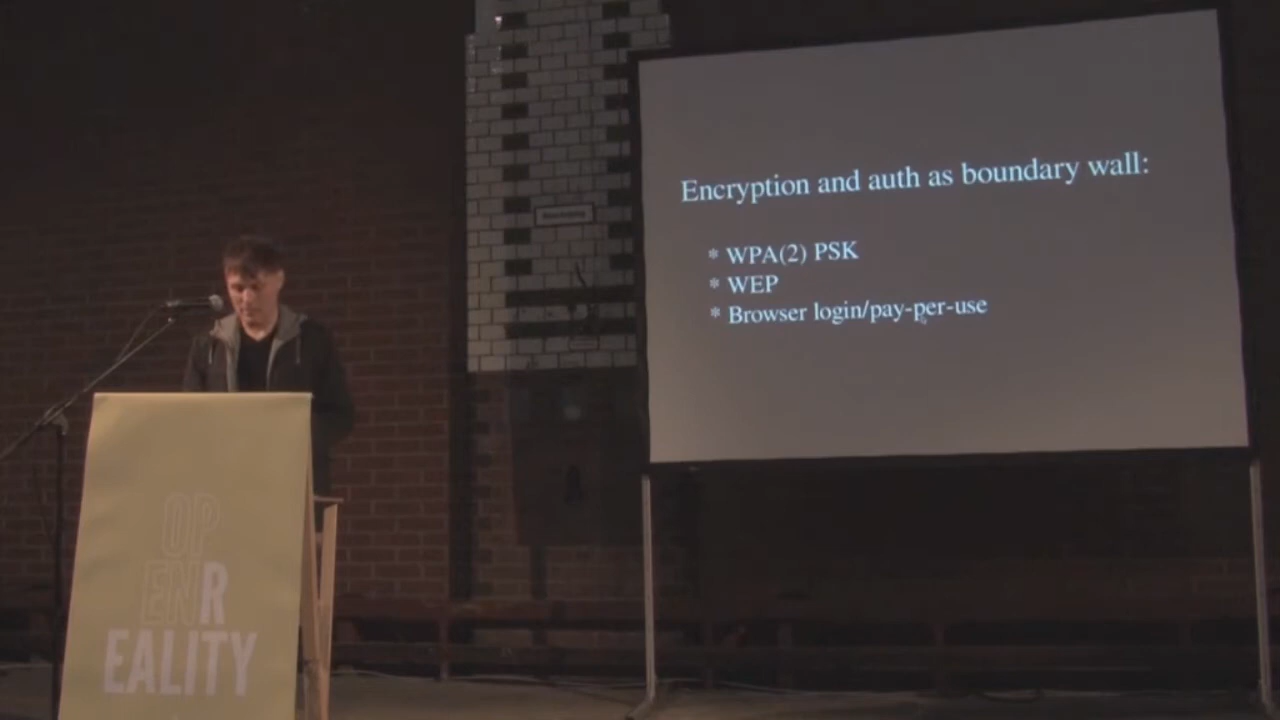 Encryption and auth as boundary wall:
* WPA(2) PSK
* WEP
* Browser login/pay-per-use
OP
ENR
EALITY